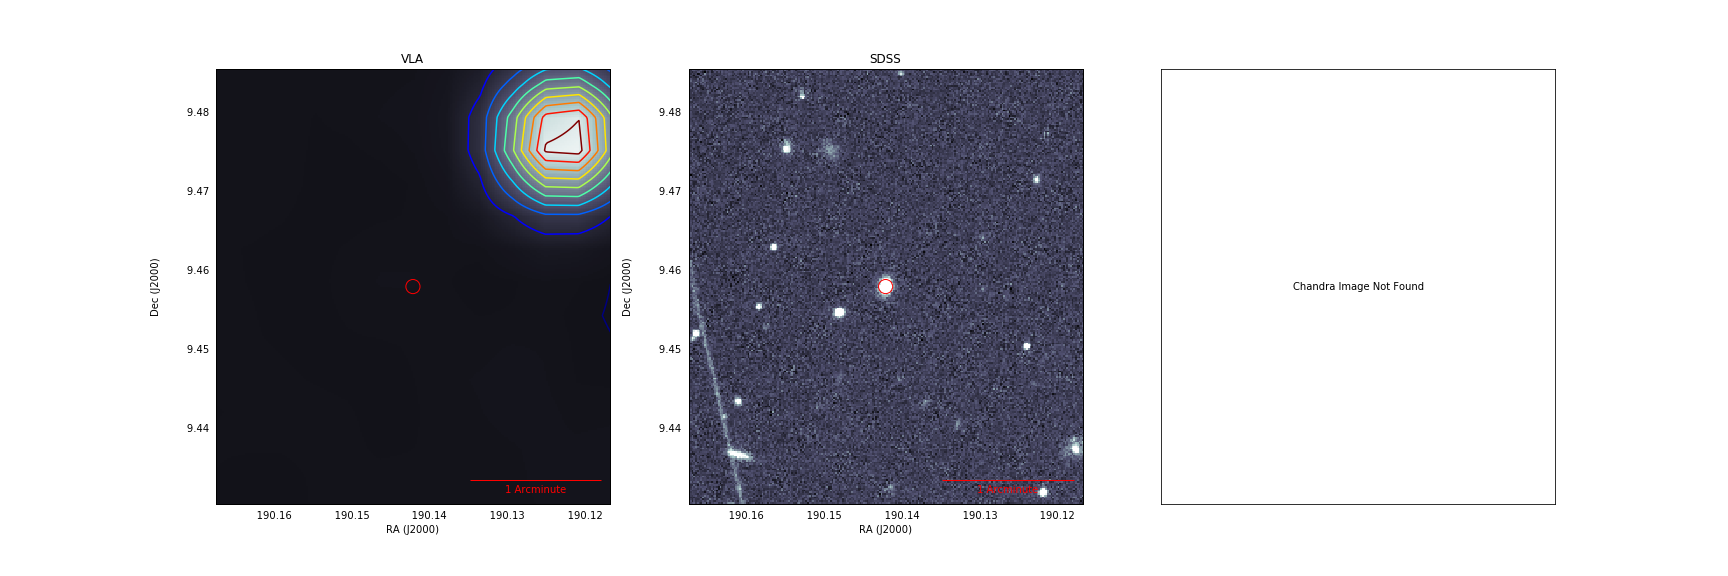 VLA
9.48
9.47
9.46
9.45
9.44
Dec (J2000)
1 Arcminute
190.16 190.15 190.14 190.13 190.12
RA (J2000)
SDSS
9.48
9.47
9.46
9.45
9.44
Dec (J2000)
1 Arcminute
190.16 190.15 190.14 190.13 190.12
RA (J2000)
Chandra Image Not Found